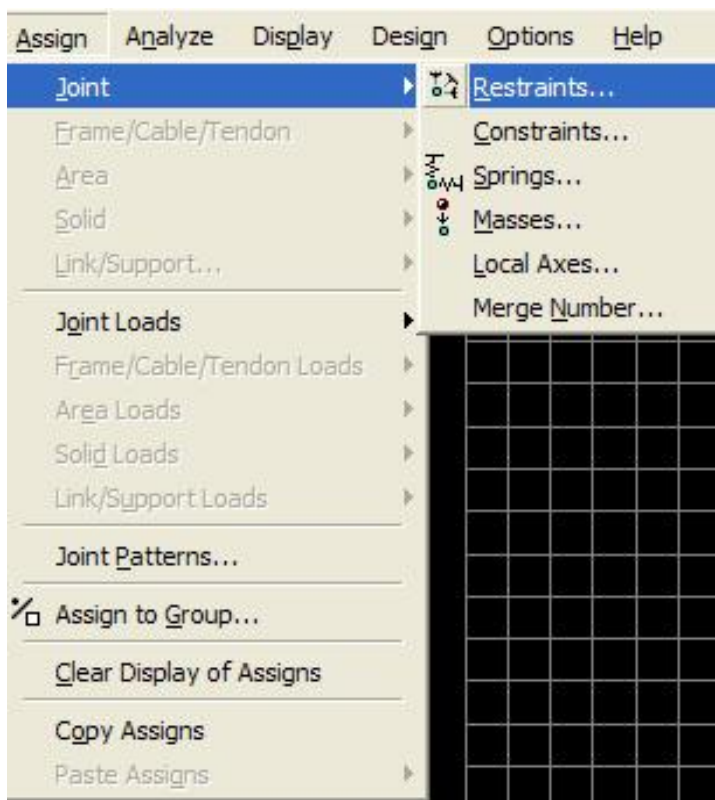 Assign Analyze Display Design Options Help
Joint
Frame/Cable/Tendon
Area
Solid
Link/Support...
Joint Loads
Frame/Cable/Tendon Loads
Area Loads
Solid Loads
Link/Support Loads
Joint Patterns...
Assign to Group...
Clear Display of Assigns
Copy Assigns
Paste Assigns
Restraints...
Constraints...
Springs...
Masses...
Local Axes...
Merge Number...